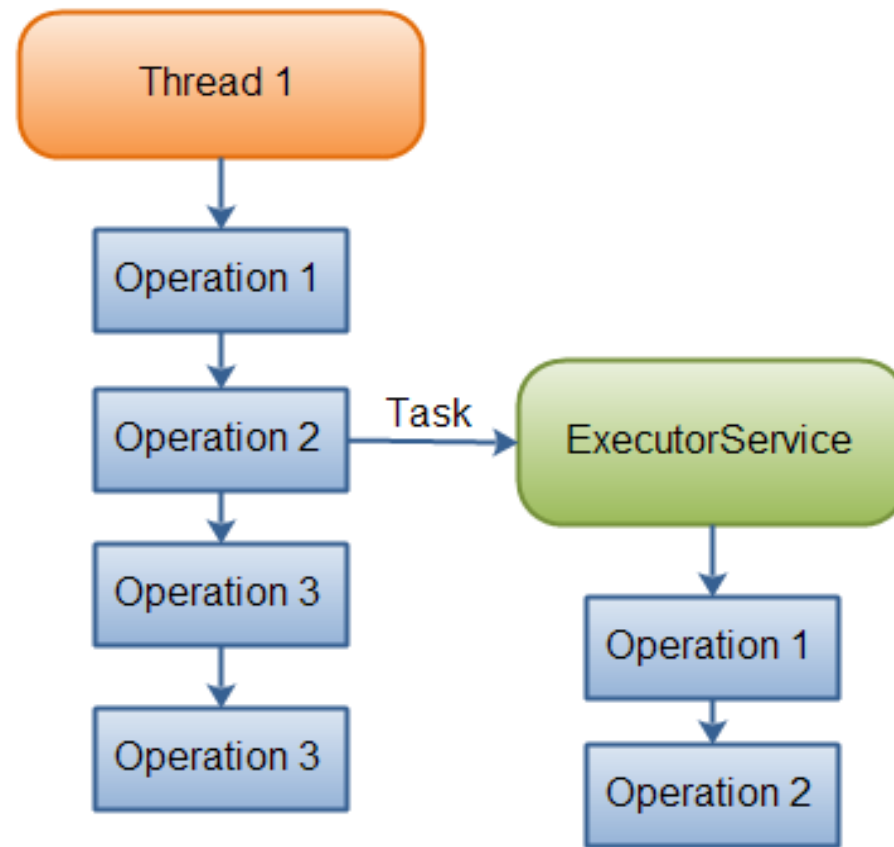 Thread 1
Operation 1
Operation 2
Task
ExecutorService
Operation 3
Operation 1
Operation 3
Operation 2